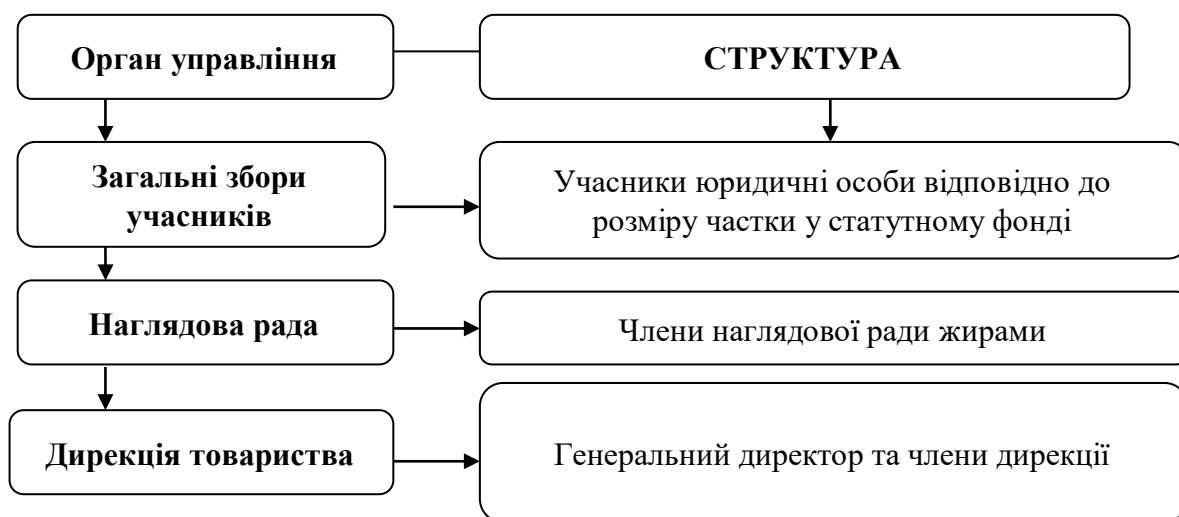 Орган управління
СТРУКТУРА
Загальні збори
учасників
Учасники юридичні особи відповідно до
розміру частки у статутному фонді
Наглядова рада
Члени наглядової ради жирами
Дирекція товариства
Генеральний директор та члени дирекції